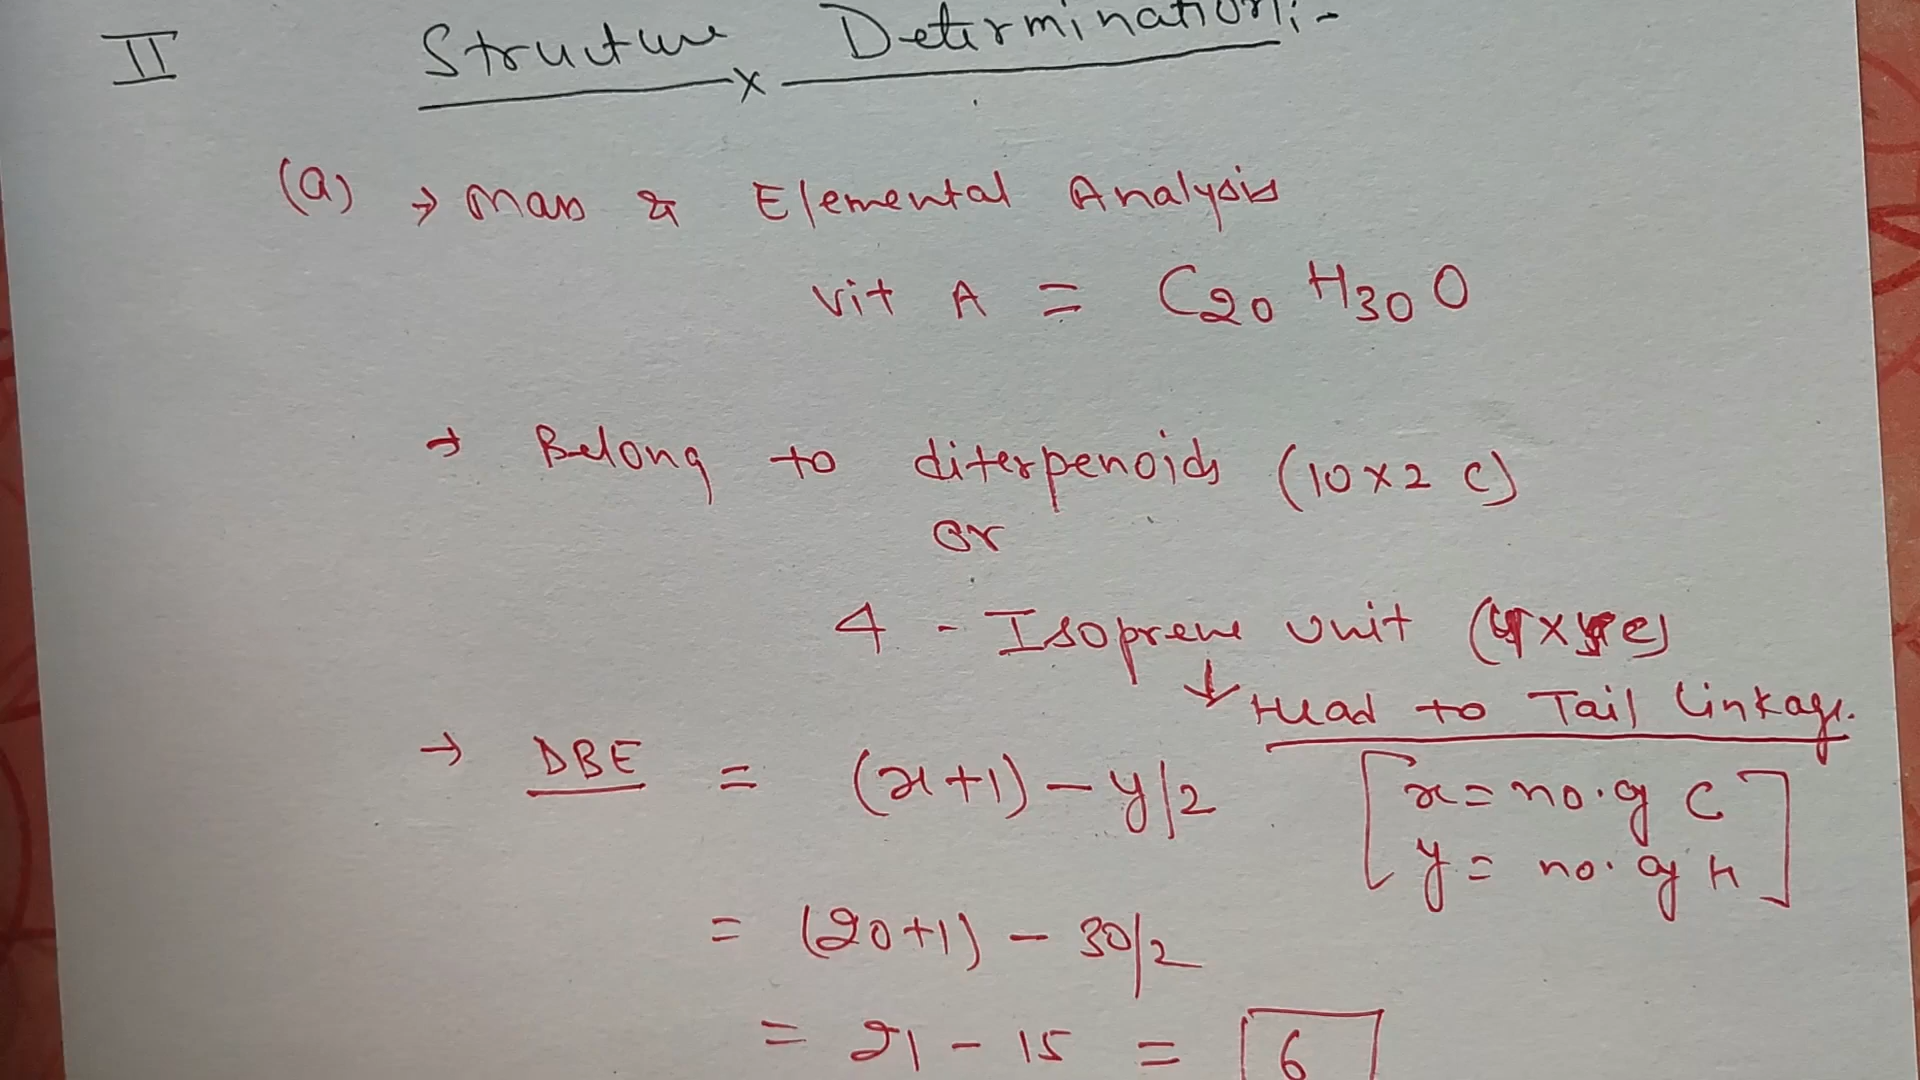 II Structure Determination:-
x
(a) → Mass & Elemental Analysis
Vit A = C20 H30 O
→ Belong to diterpenoids (10×2 C)
or
4 - Isoprene unit
↓ Head to Tail linkage.
→ DBE = (x+1) - y/2 [x = no. of C
y = no. of H]
= (20+1) - 30/2
= 21 - 15 = 6